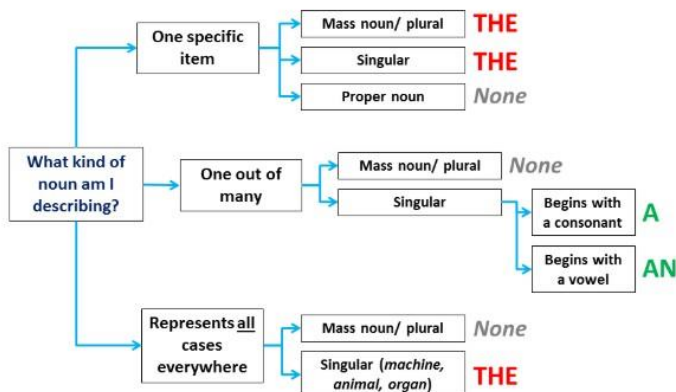 What kind of
noun am I
describing?
One specific
item
Mass noun/ plural
THE
Singular
THE
Proper noun
None
One out of
many
Mass noun/ plural
None
Singular
Begins with
a consonant
A
Begins with
a vowel
AN
Represents all
cases
everywhere
Mass noun/ plural
None
Singular (machine,
animal, organ)
THE